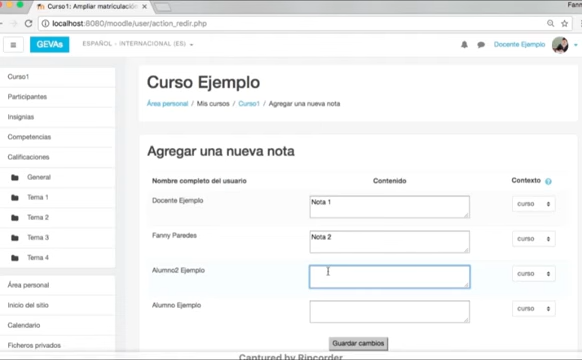 Curso1: Ampliar matriculación
Fann
localhost:8080/moodle/user/action_redir.php
GEVAs
ESPAÑOL - INTERNACIONAL (ES)
Docente Ejemplo
Curso1
Participantes
Insignias
Competencias
Calificaciones
General
Tema 1
Tema 2
Tema 3
Tema 4
Área personal
Inicio del sitio
Calendario
Ficheros privados
Curso Ejemplo
Área personal / Mis cursos / Curso1 / Agregar una nueva nota
Agregar una nueva nota
Nombre completo del usuario Contenido Contexto
Docente Ejemplo Nota 1 curso
Fanny Paredes Nota 2 curso
Alumno2 Ejemplo curso
Alumno Ejemplo curso
Guardar cambios
Captured by Ripcorder